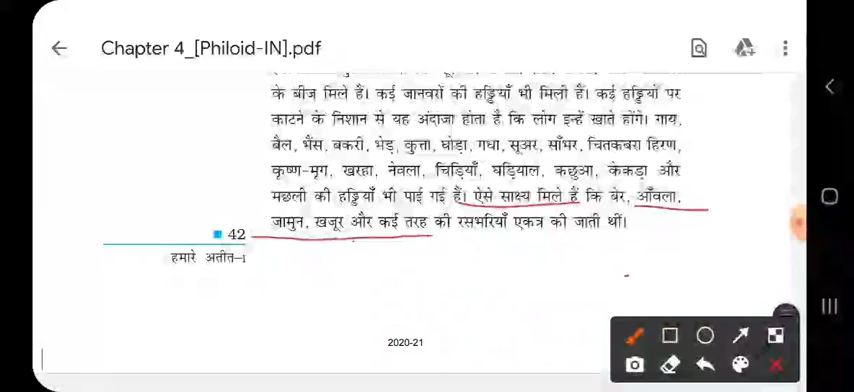 Chapter 4_[Philoid-IN].pdf
के बीज मिले हैं। कई जानवरों की हड्डियाँ भी मिली हैं। कई हड्डियों पर
काटने के निशान से यह अंदाज़ा होता है कि लोग इन्हें खाते होंगे। गाय,
बैल, भैंस, बकरी, भेड़, कुत्ता, घोड़ा, गधा, सूअर, साँभर, चितकबरा हिरण,
कृष्ण-मृग, खरहा, नेवला, चिड़ियाँ, घड़ियाल, कछुआ, केकड़ा और
मछली की हड्डियाँ भी पाई गई हैं। ऐसे साक्ष्य मिले हैं कि बेर, आँवला,
जामुन, खजूर और कई तरह की रसभरियाँ एकत्र की जाती थीं।
42
हमारे अतीत–1
2020-21